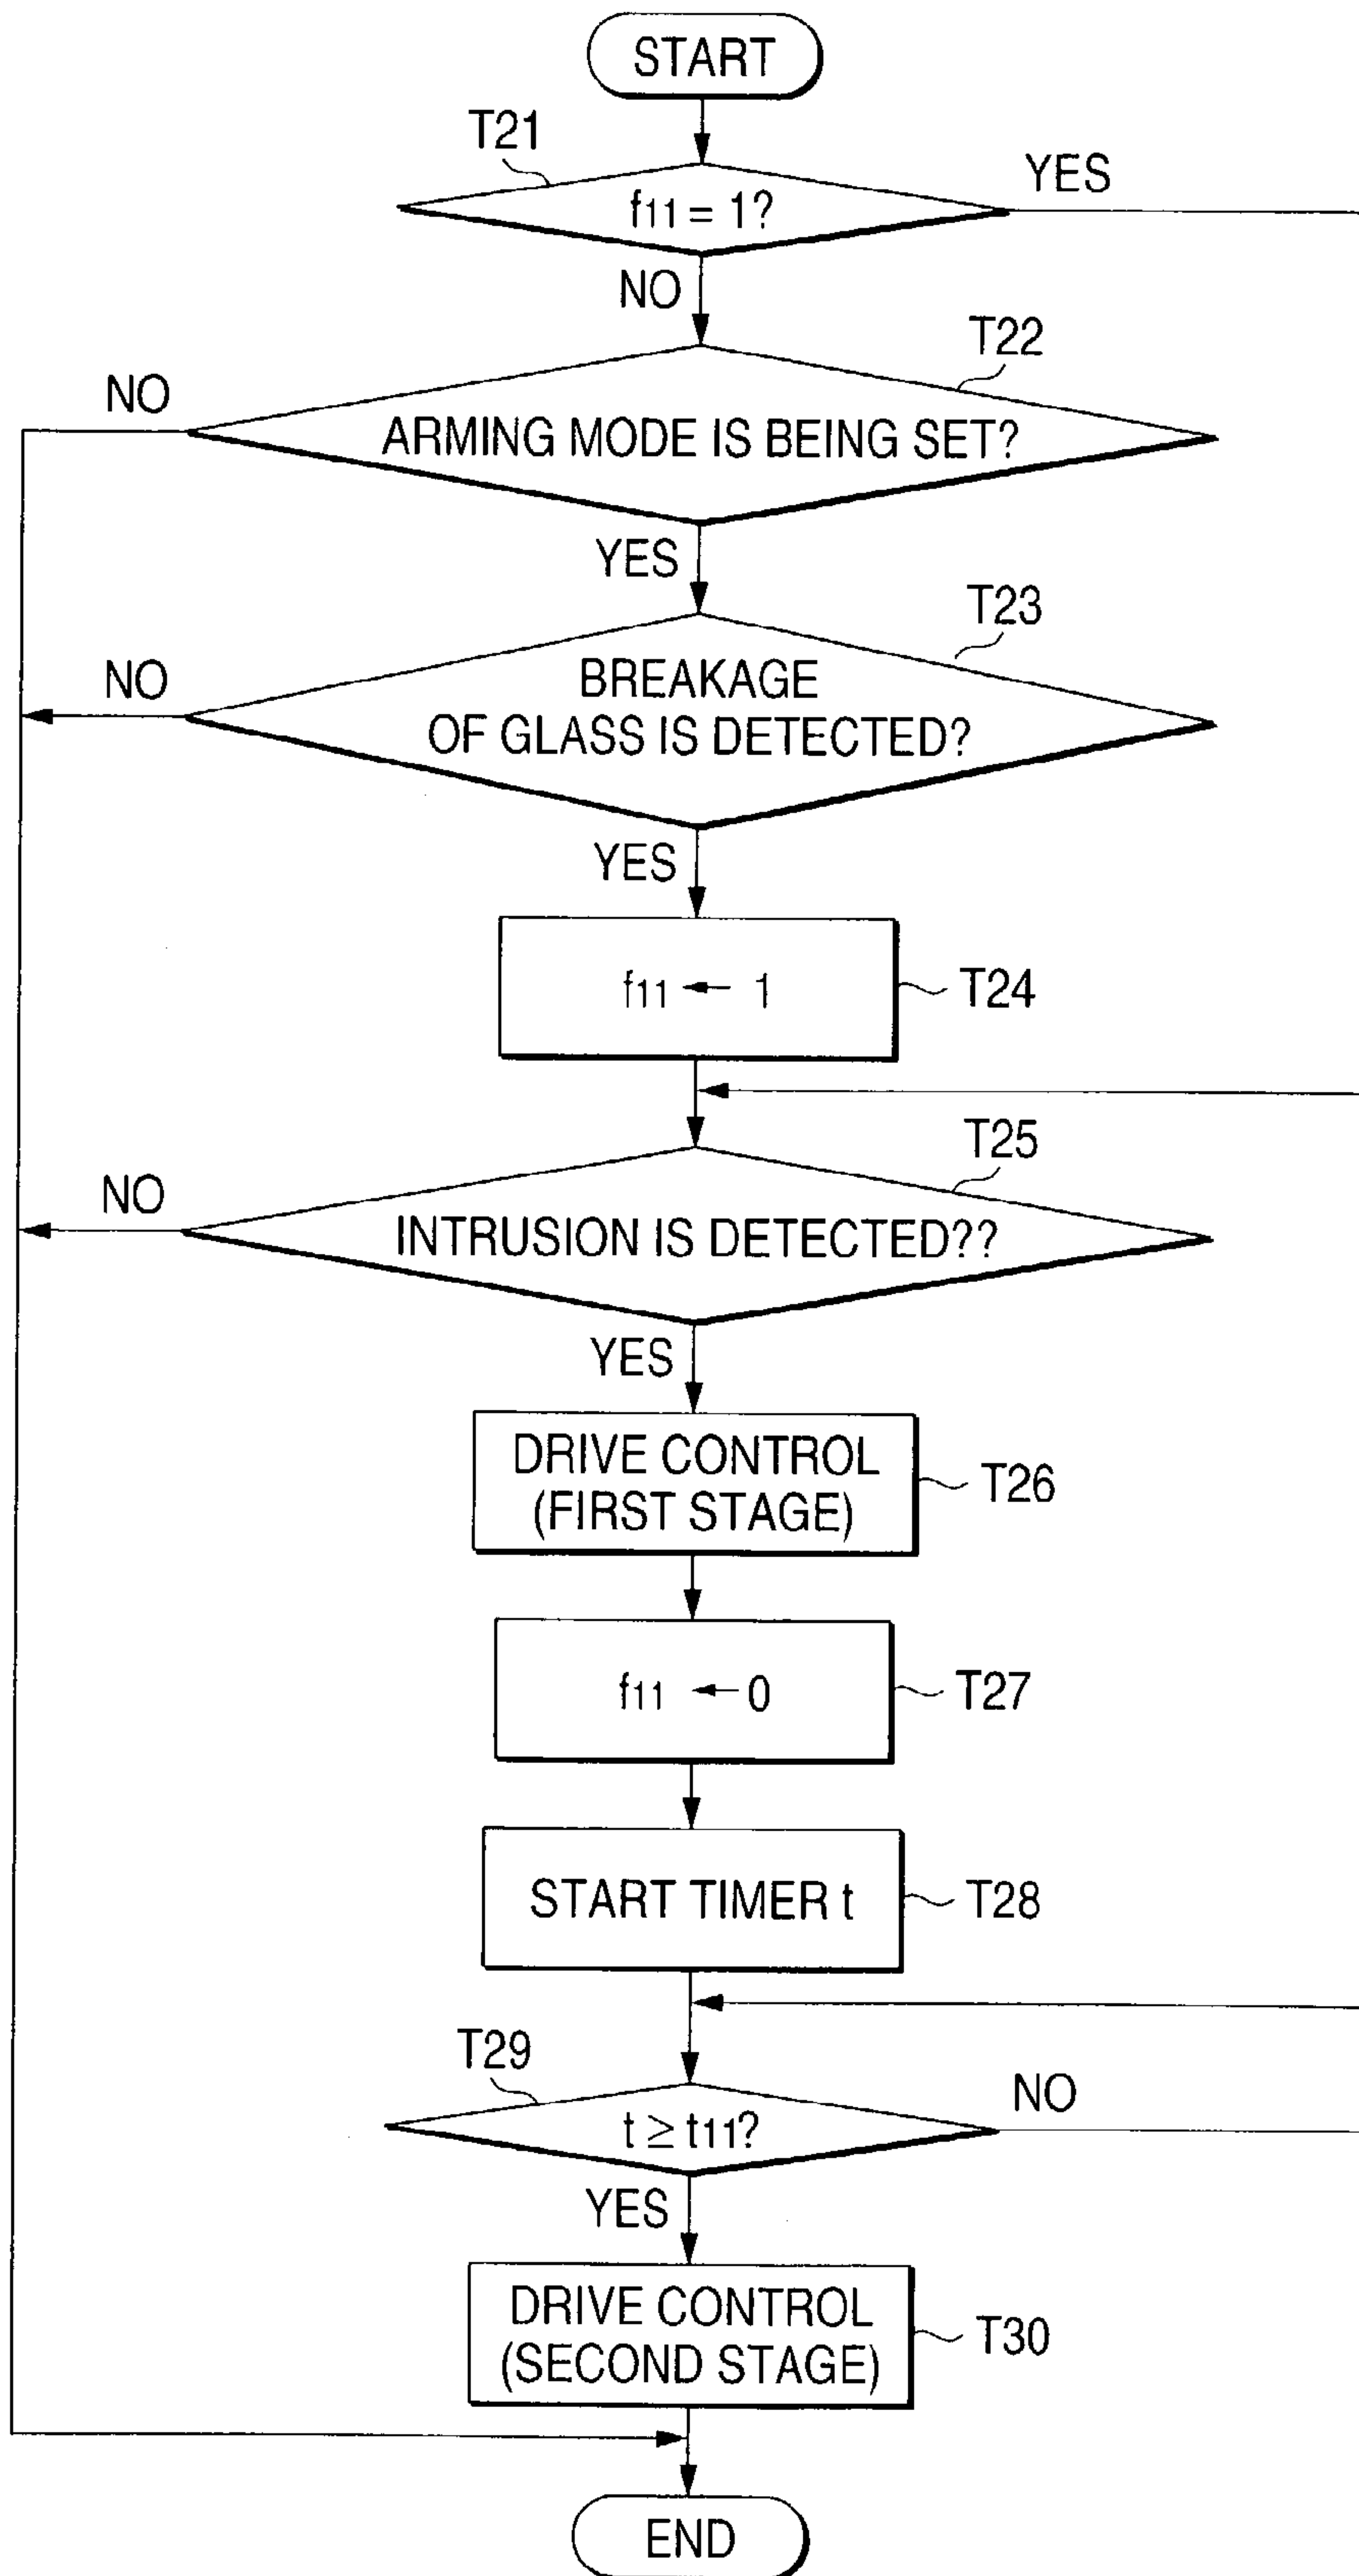 START
T21
f11 = 1?
YES
NO
T22
NO
ARMING MODE IS BEING SET?
YES
T23
NO
BREAKAGE
OF GLASS IS DETECTED?
YES
f11 ← 1
T24
T25
NO
INTRUSION IS DETECTED??
YES
DRIVE CONTROL
(FIRST STAGE)
T26
f11 ← 0
T27
START TIMER t
T28
T29
t ≥ t11?
NO
YES
DRIVE CONTROL
(SECOND STAGE)
T30
END